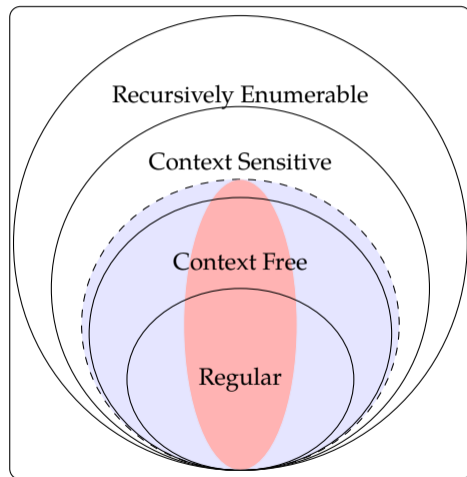 Recursively Enumerable
Context Sensitive
Context Free
Regular